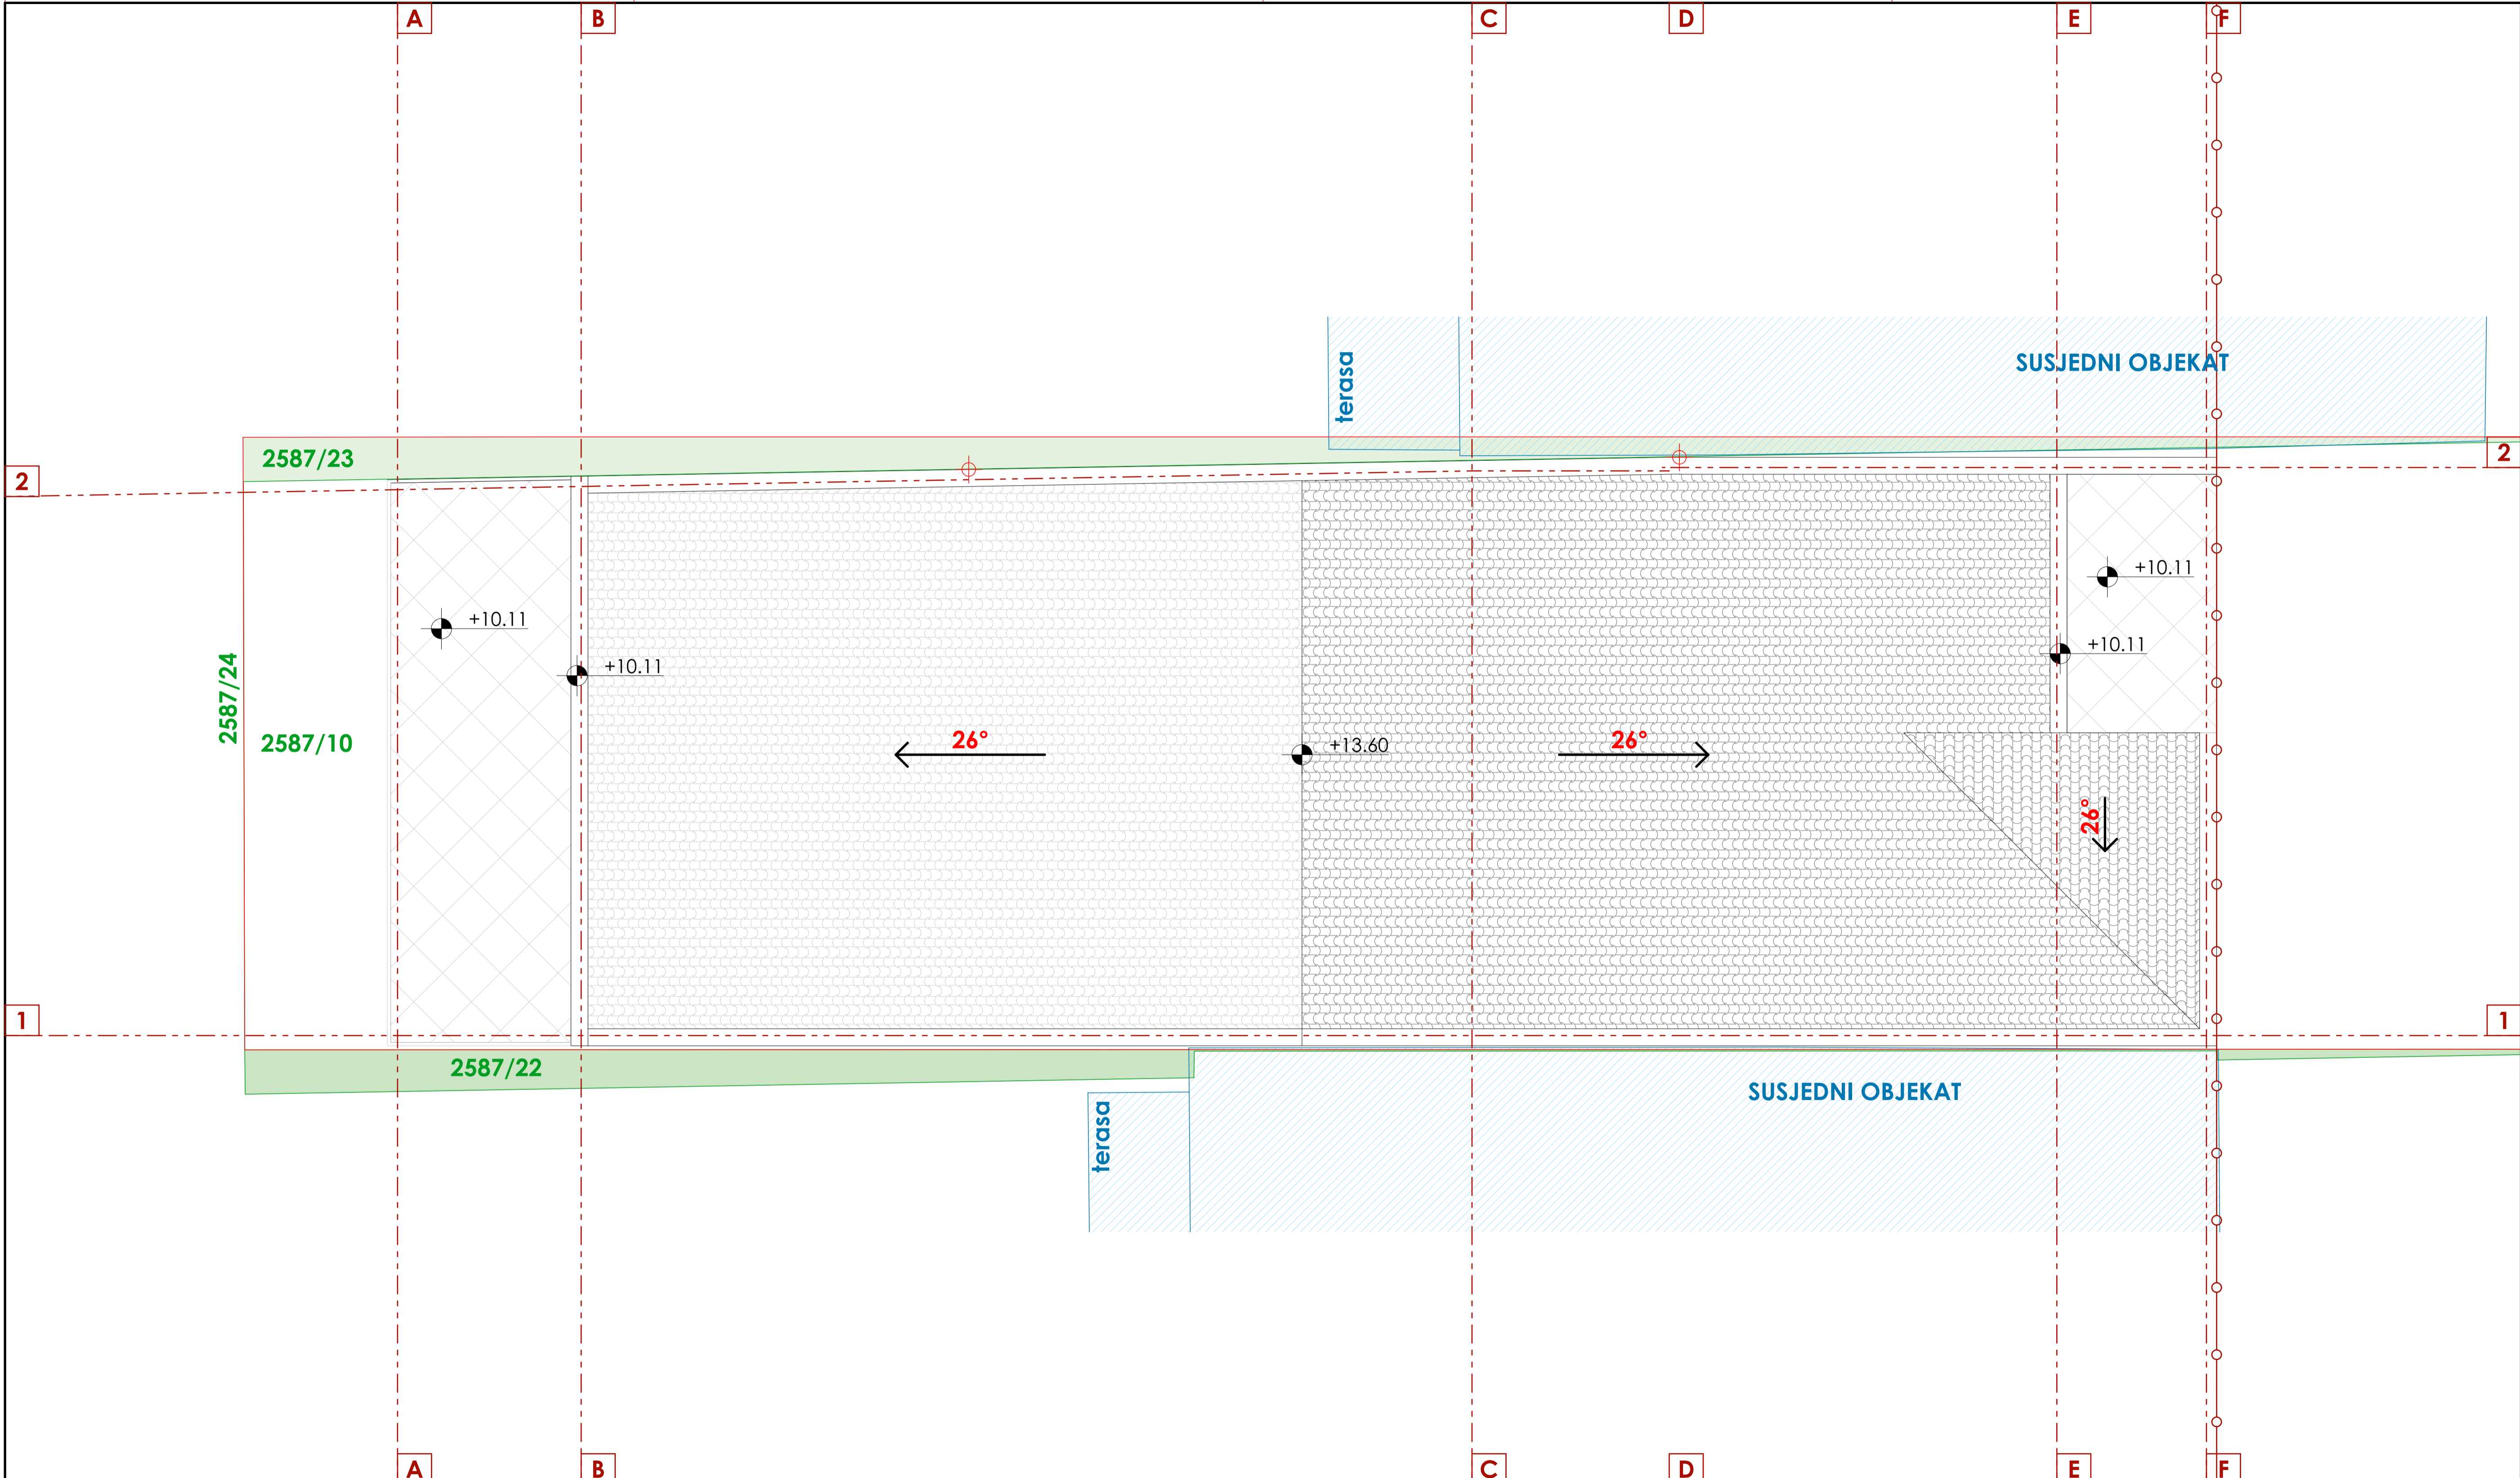 A B C D E F
terasa
SUSJEDNI OBJEKAT
2587/23
2 2
+10.11
+10.11
+10.11
+10.11
2587/24
2587/10
26°
+13.60
26°
26°
1 1
2587/22
SUSJEDNI OBJEKAT
terasa
A B C D E F